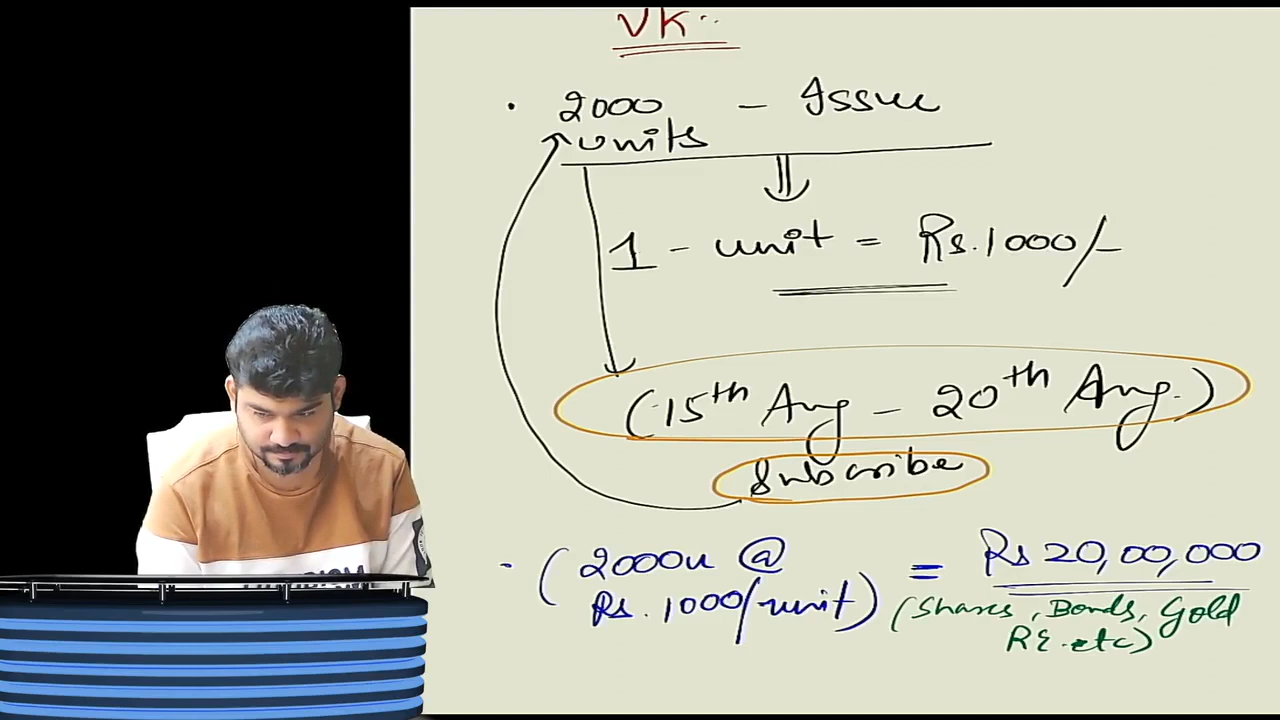 VK..
• 2000 - Issue
units
1 - unit = Rs.1000/-
(15th Aug - 20th Aug.)
Subscribe
• (2000u @ = Rs 20,00,000
Rs. 1000/unit) (Shares, Bonds, Gold
RE. etc)